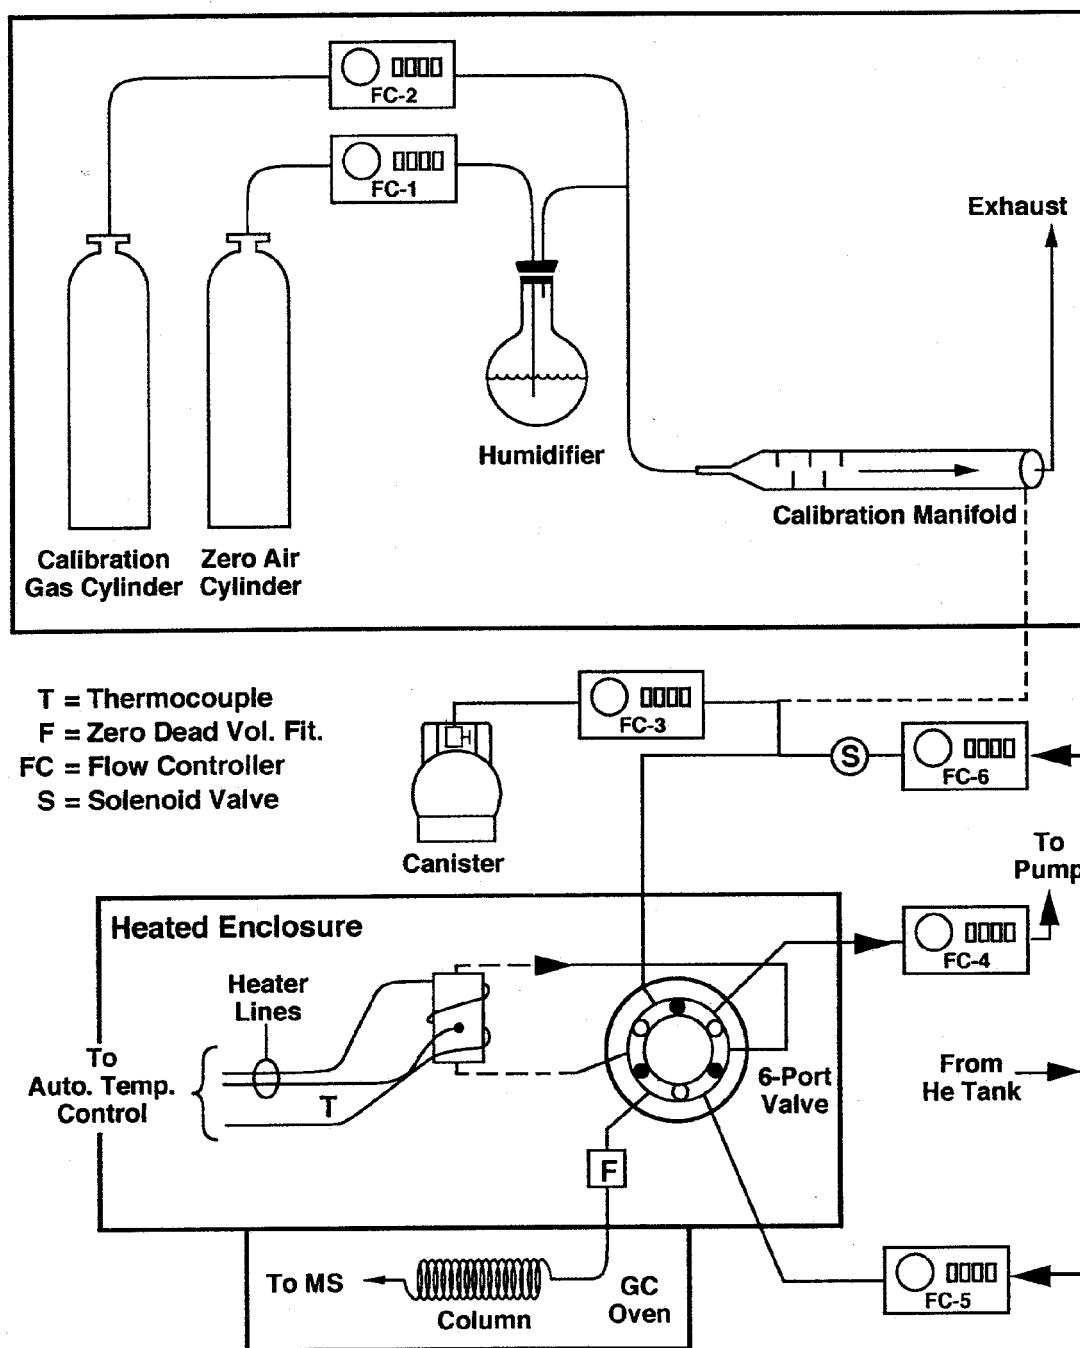 FC-2
FC-1
Exhaust
Humidifier
Calibration Manifold
Calibration
Gas Cylinder
Zero Air
Cylinder
T = Thermocouple
F = Zero Dead Vol. Fit.
FC = Flow Controller
S = Solenoid Valve
FC-3
S
FC-6
Canister
To
Pump
Heated Enclosure
FC-4
Heater
Lines
To
Auto. Temp.
Control
T
6-Port
Valve
From
He Tank
F
To MS
Column
GC
Oven
FC-5